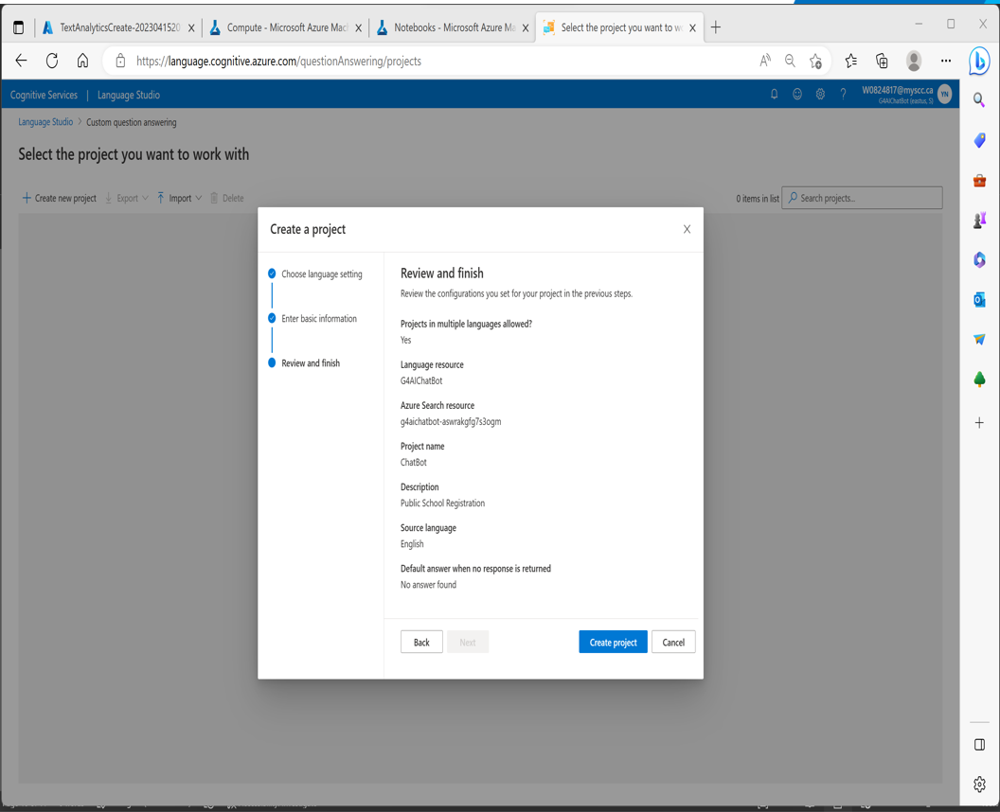 TextAnalyticsCreate-2023041520
Compute - Microsoft Azure Mac
Notebooks - Microsoft Azure Ma
Select the project you want to wo
https://language.cognitive.azure.com/questionAnswering/projects
Cognitive Services | Language Studio
W0824817@myscc.ca
G4AIChatBot (eastus, S)
YN
Language Studio > Custom question answering
Select the project you want to work with
Create new project Export Import Delete
0 items in list Search projects...
Create a project
Choose language setting
Enter basic information
Review and finish
Review and finish
Review the configurations you set for your project in the previous steps.
Projects in multiple languages allowed?
Yes
Language resource
G4AIChatBot
Azure Search resource
g4aichatbot-aswrakgfg7s3ogm
Project name
ChatBot
Description
Public School Registration
Source language
English
Default answer when no response is returned
No answer found
Back Next Create project Cancel